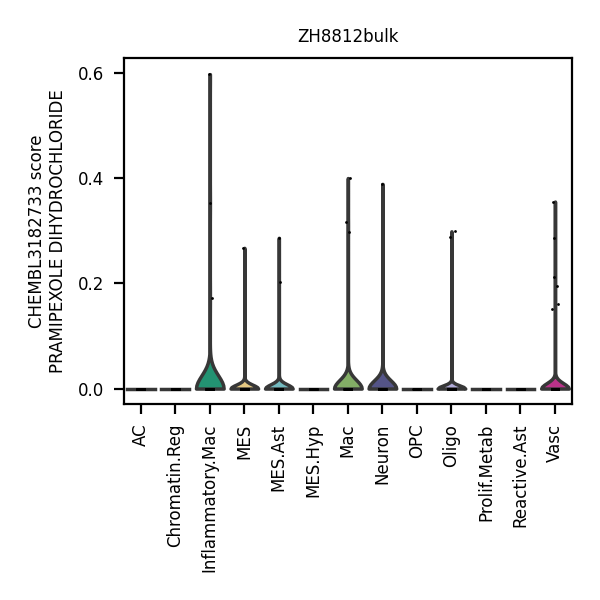 ZH8812bulk
CHEMBL3182733 score
PRAMIPEXOLE DIHYDROCHLORIDE
0.6
0.4
0.2
0.0
AC
Chromatin.Reg
Inflammatory.Mac
MES
MES.Ast
MES.Hyp
Mac
Neuron
OPC
Oligo
Prolif.Metab
Reactive.Ast
Vasc